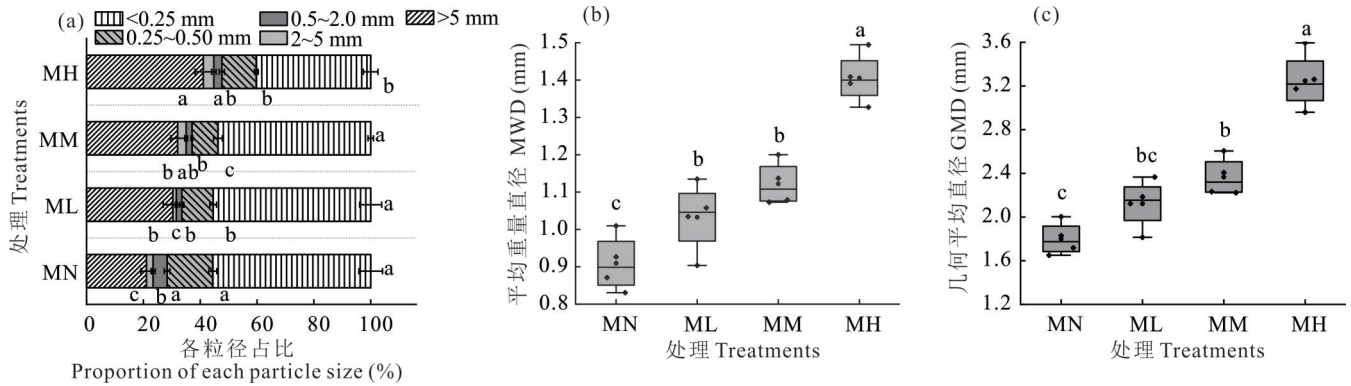 (a)
<0.25 mm
0.5~2.0 mm
>5 mm
0.25~0.50 mm
2~5 mm
处理 Treatments
MH
a a b b b
MM
b a b b c a
ML
b c b b a
MN
c b a a a
0 20 40 60 80 100
各粒径占比
Proportion of each particle size (%)
(b)
平均重量直径 MWD (mm)
1.5
1.4
1.3
1.2
1.1
1.0
0.9
0.8
c b b a
MN ML MM MH
处理 Treatments
(c)
几何平均直径 GMD (mm)
3.6
3.2
2.8
2.4
2.0
1.6
1.2
c bc b a
MN ML MM MH
处理 Treatments